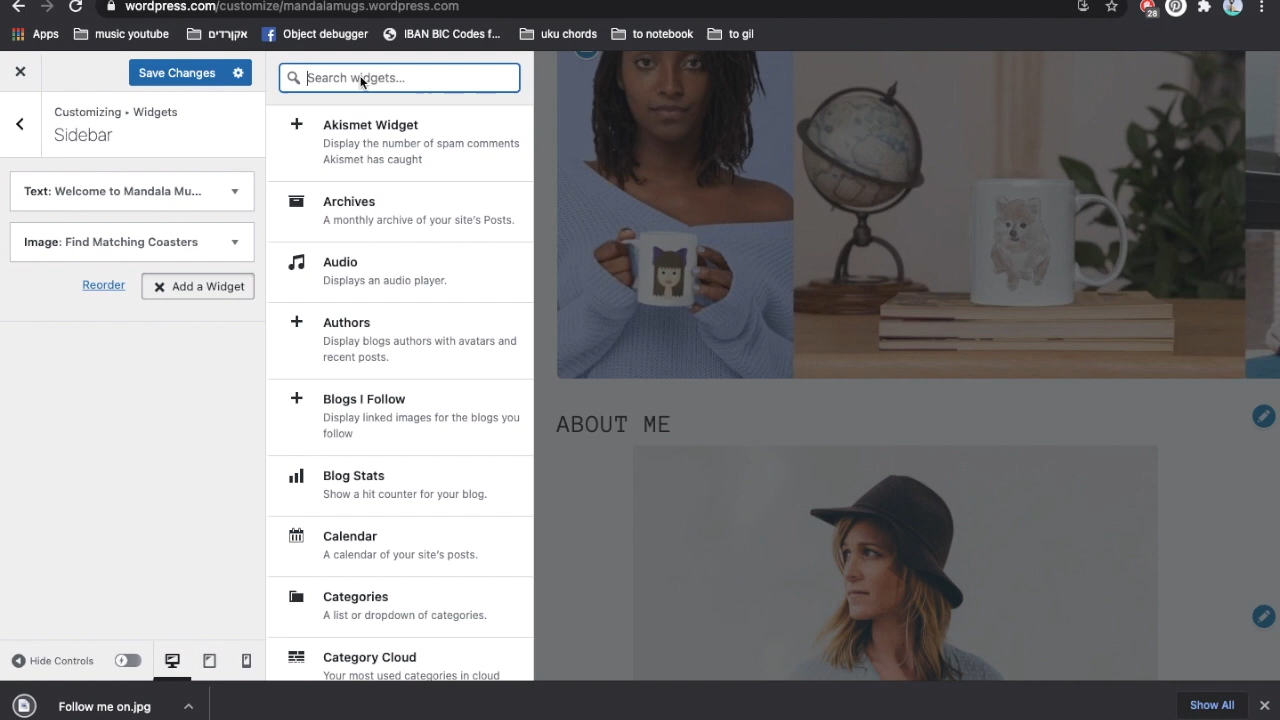 wordpress.com/customize/mandalamugs.wordpress.com
28
Apps music youtube אקורדים Object debugger IBAN BIC Codes f... uku chords to notebook to gil
Save Changes
Customizing • Widgets
Sidebar
Text: Welcome to Mandala Mu...
Image: Find Matching Coasters
Reorder
Add a Widget
Search widgets...
Akismet Widget
Display the number of spam comments
Akismet has caught
Archives
A monthly archive of your site's Posts.
Audio
Displays an audio player.
Authors
Display blogs authors with avatars and
recent posts.
Blogs I Follow
Display linked images for the blogs you
follow
Blog Stats
Show a hit counter for your blog.
Calendar
A calendar of your site's posts.
Categories
A list or dropdown of categories.
Category Cloud
Your most used categories in cloud
ABOUT ME
Hide Controls
Follow me on.jpg
Show All